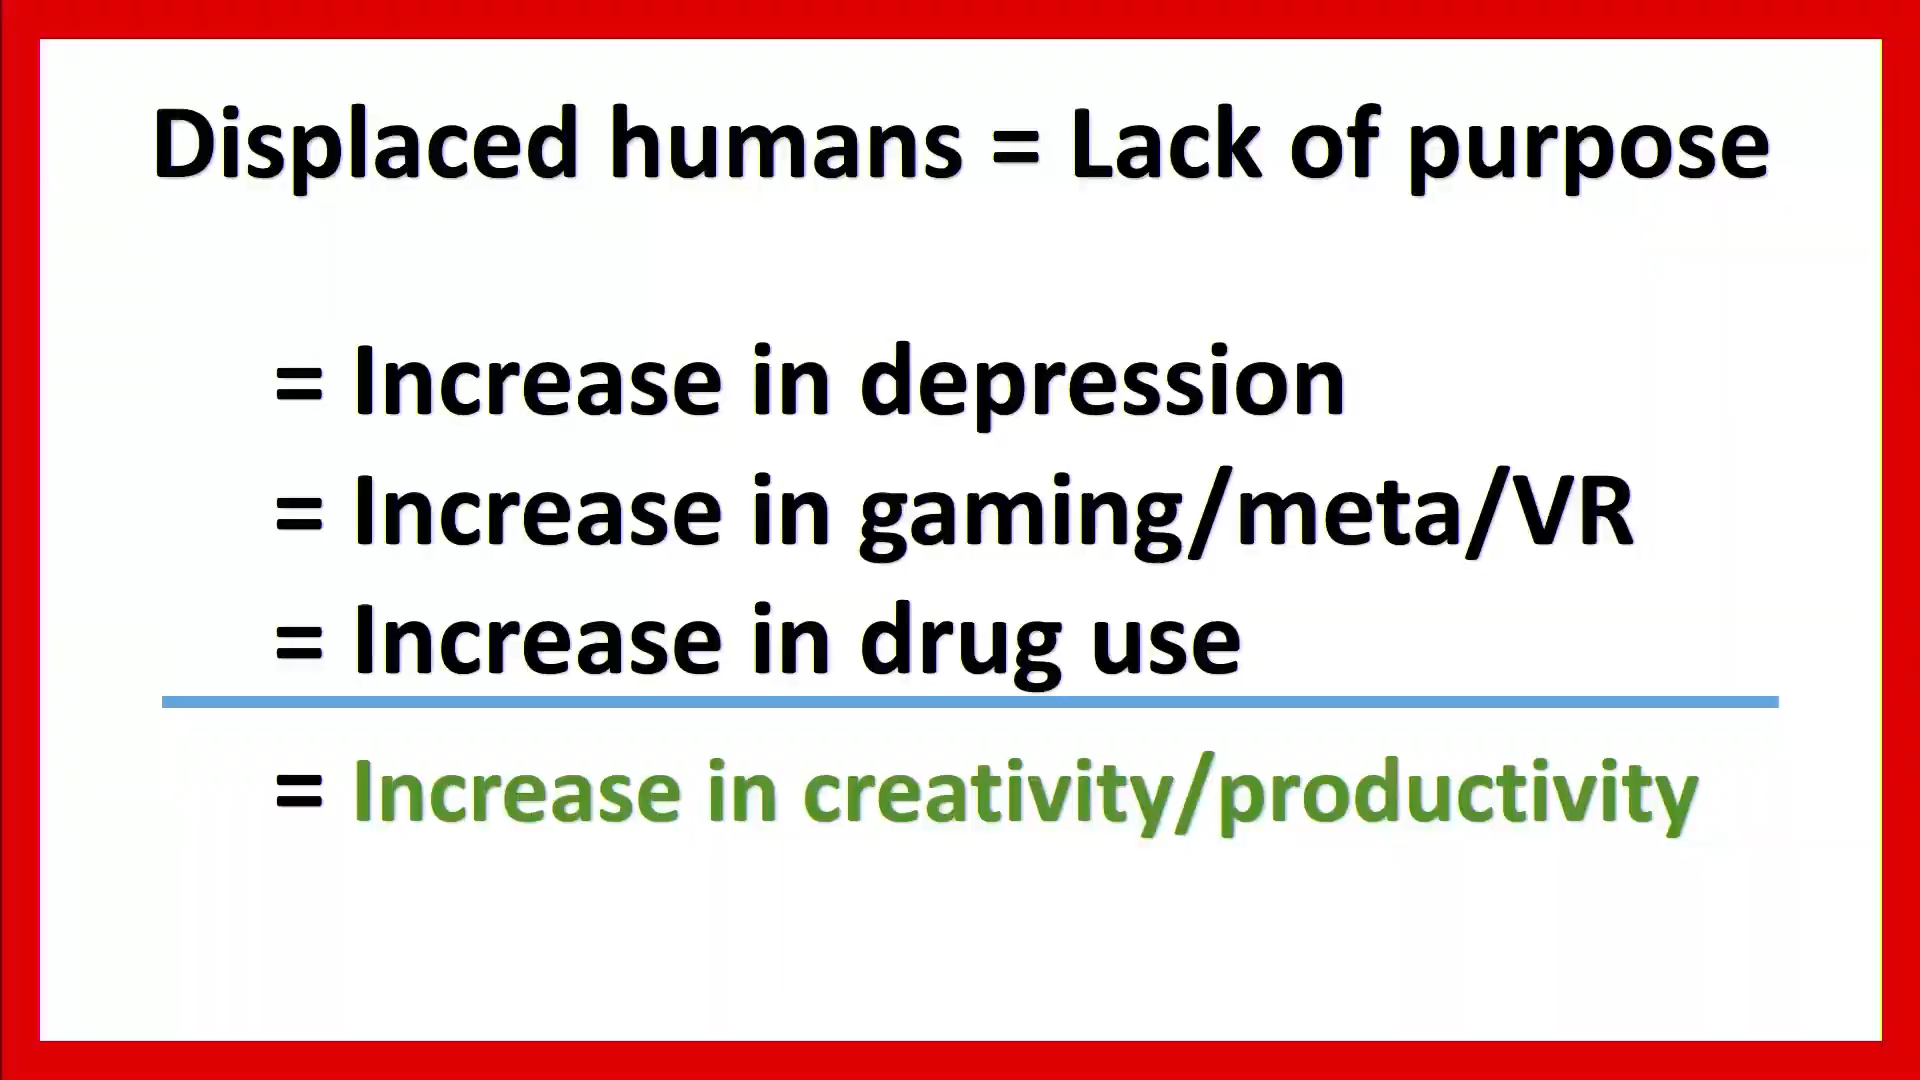 Displaced humans = Lack of purpose
= Increase in depression
= Increase in gaming/meta/VR
= Increase in drug use
= Increase in creativity/productivity